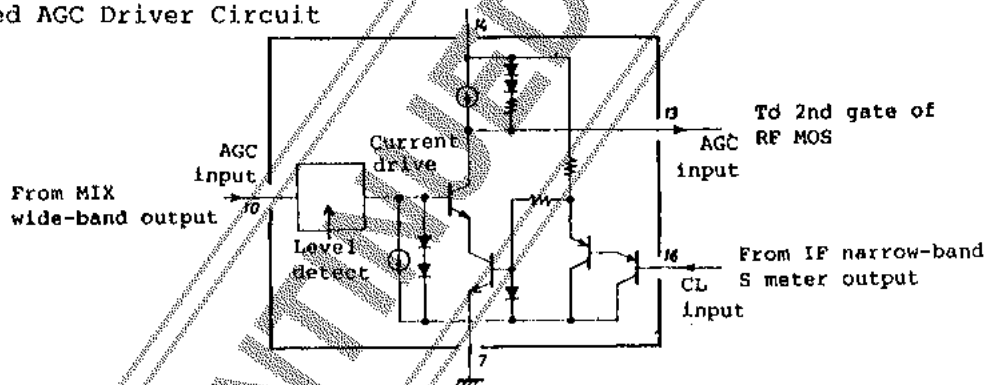 ed AGC Driver Circuit
14
13
To 2nd gate of
RF MOS
AGC
input
Current
drive
AGC
input
From MIX
wide-band output
10
Level
detect
16
From IF narrow-band
S meter output
CL
input
7